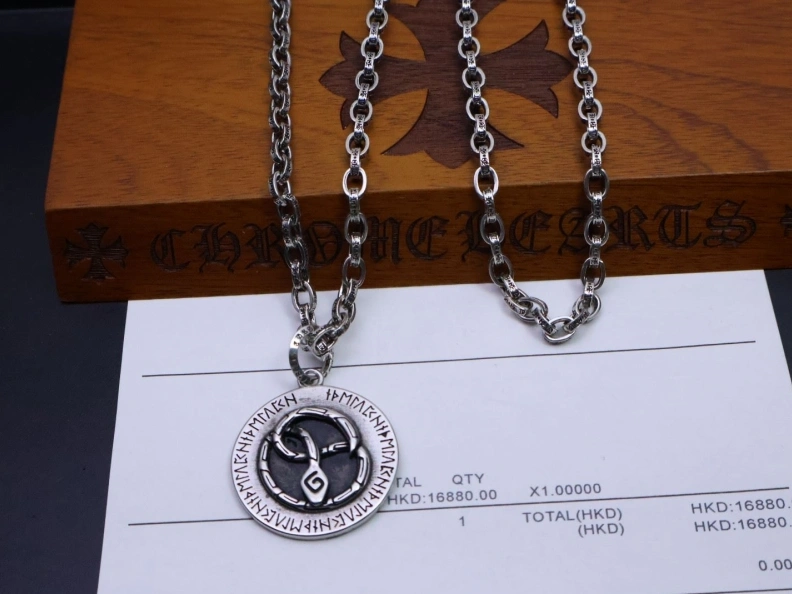 CHROME HEARTS
TAL QTY
HKD:16880.00 X1.00000 HKD:16880.
1 TOTAL(HKD) HKD:16880.
(HKD)
0.00